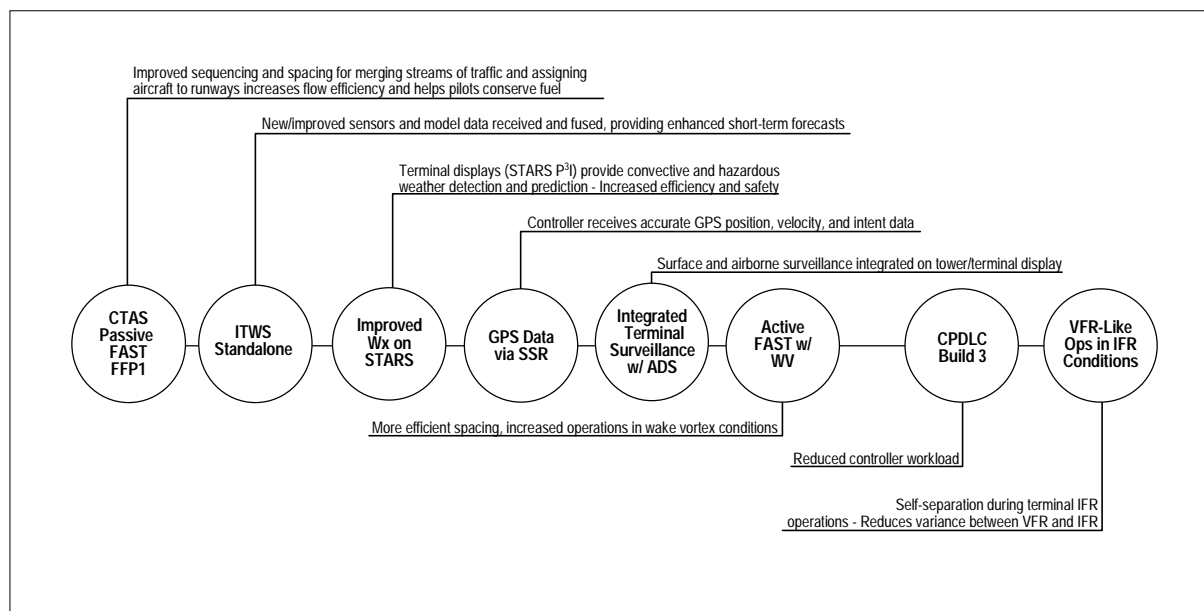 Improved sequencing and spacing for merging streams of traffic and assigning
aircraft to runways increases flow efficiency and helps pilots conserve fuel
New/improved sensors and model data received and fused, providing enhanced short-term forecasts
Terminal displays (STARS P³I) provide convective and hazardous
weather detection and prediction - Increased efficiency and safety
Controller receives accurate GPS position, velocity, and intent data
Surface and airborne surveillance integrated on tower/terminal display
CTAS
Passive
FAST
FFP1
ITWS
Standalone
Improved
Wx on
STARS
GPS Data
via SSR
Integrated
Terminal
Surveillance
w/ ADS
Active
FAST w/
WV
CPDLC
Build 3
VFR-Like
Ops in IFR
Conditions
More efficient spacing, increased operations in wake vortex conditions
Reduced controller workload
Self-separation during terminal IFR
operations - Reduces variance between VFR and IFR